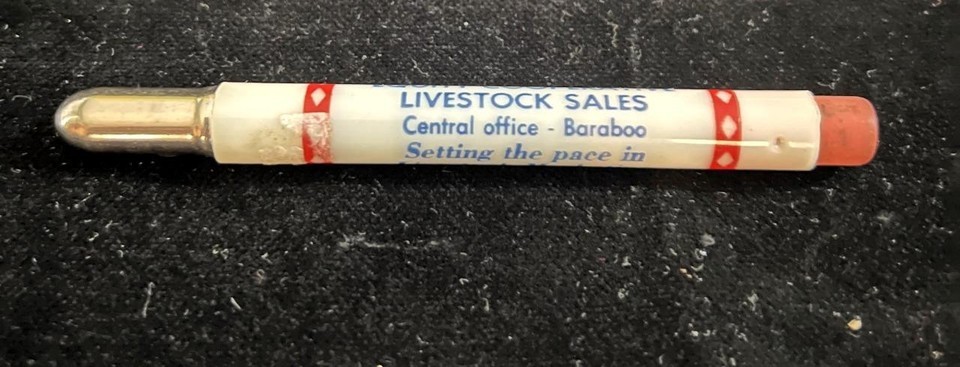 LIVESTOCK SALES
Central office - Baraboo
Setting the pace in